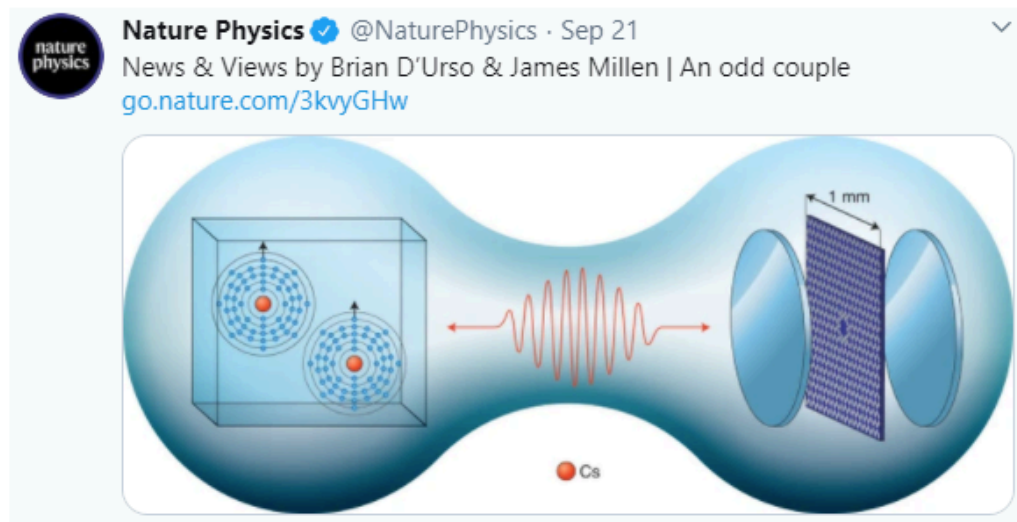 nature
physics
Nature Physics @NaturePhysics · Sep 21
News & Views by Brian D'Urso & James Millen | An odd couple
go.nature.com/3kvyGHw
1 mm
Cs